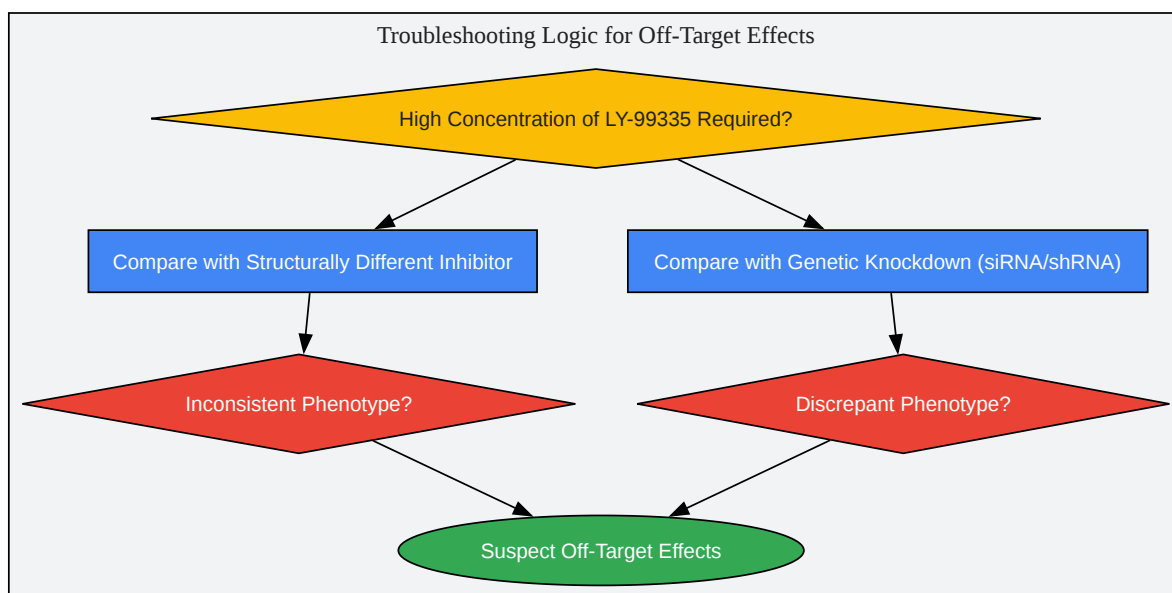 Troubleshooting Logic for Off-Target Effects
High Concentration of LY-99335 Required?
Compare with Structurally Different Inhibitor
Compare with Genetic Knockdown (siRNA/shRNA)
Inconsistent Phenotype?
Discrepant Phenotype?
Suspect Off-Target Effects